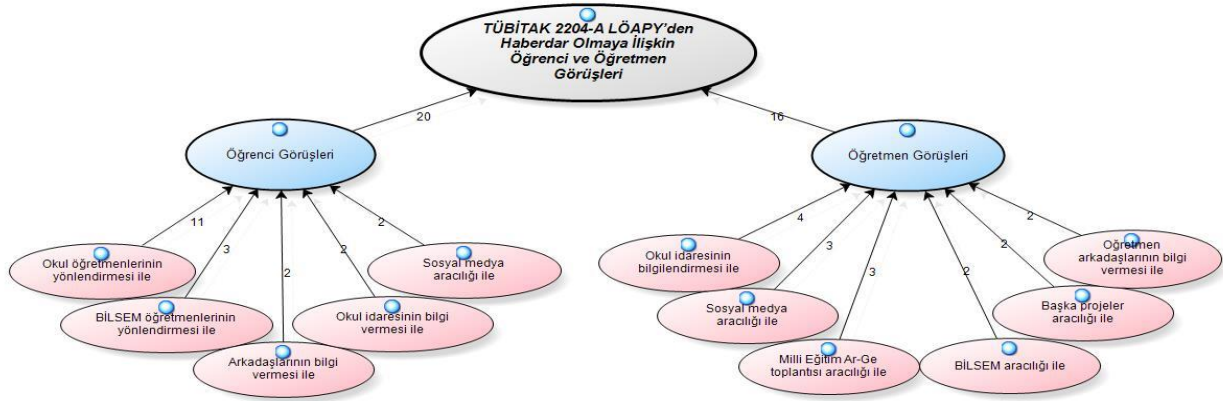 TÜBİTAK 2204-A LÖAPY’den
Haberdar Olmaya İlişkin
Öğrenci ve Öğretmen
Görüşleri
20
16
Öğrenci Görüşleri
Öğretmen Görüşleri
11
3
2
2
2
4
3
3
2
2
2
Okul öğretmenlerinin
yönlendirmesi ile
BİLSEM öğretmenlerinin
yönlendirmesi ile
Arkadaşlarının bilgi
vermesi ile
Okul idaresinin bilgi
vermesi ile
Sosyal medya
aracılığı ile
Okul idaresinin
bilgilendirmesi ile
Sosyal medya
aracılığı ile
Milli Eğitim Ar-Ge
toplantısı aracılığı ile
BİLSEM aracılığı ile
Başka projeler
aracılığı ile
Oğretmen
arkadaşlarının bilgi
vermesi ile